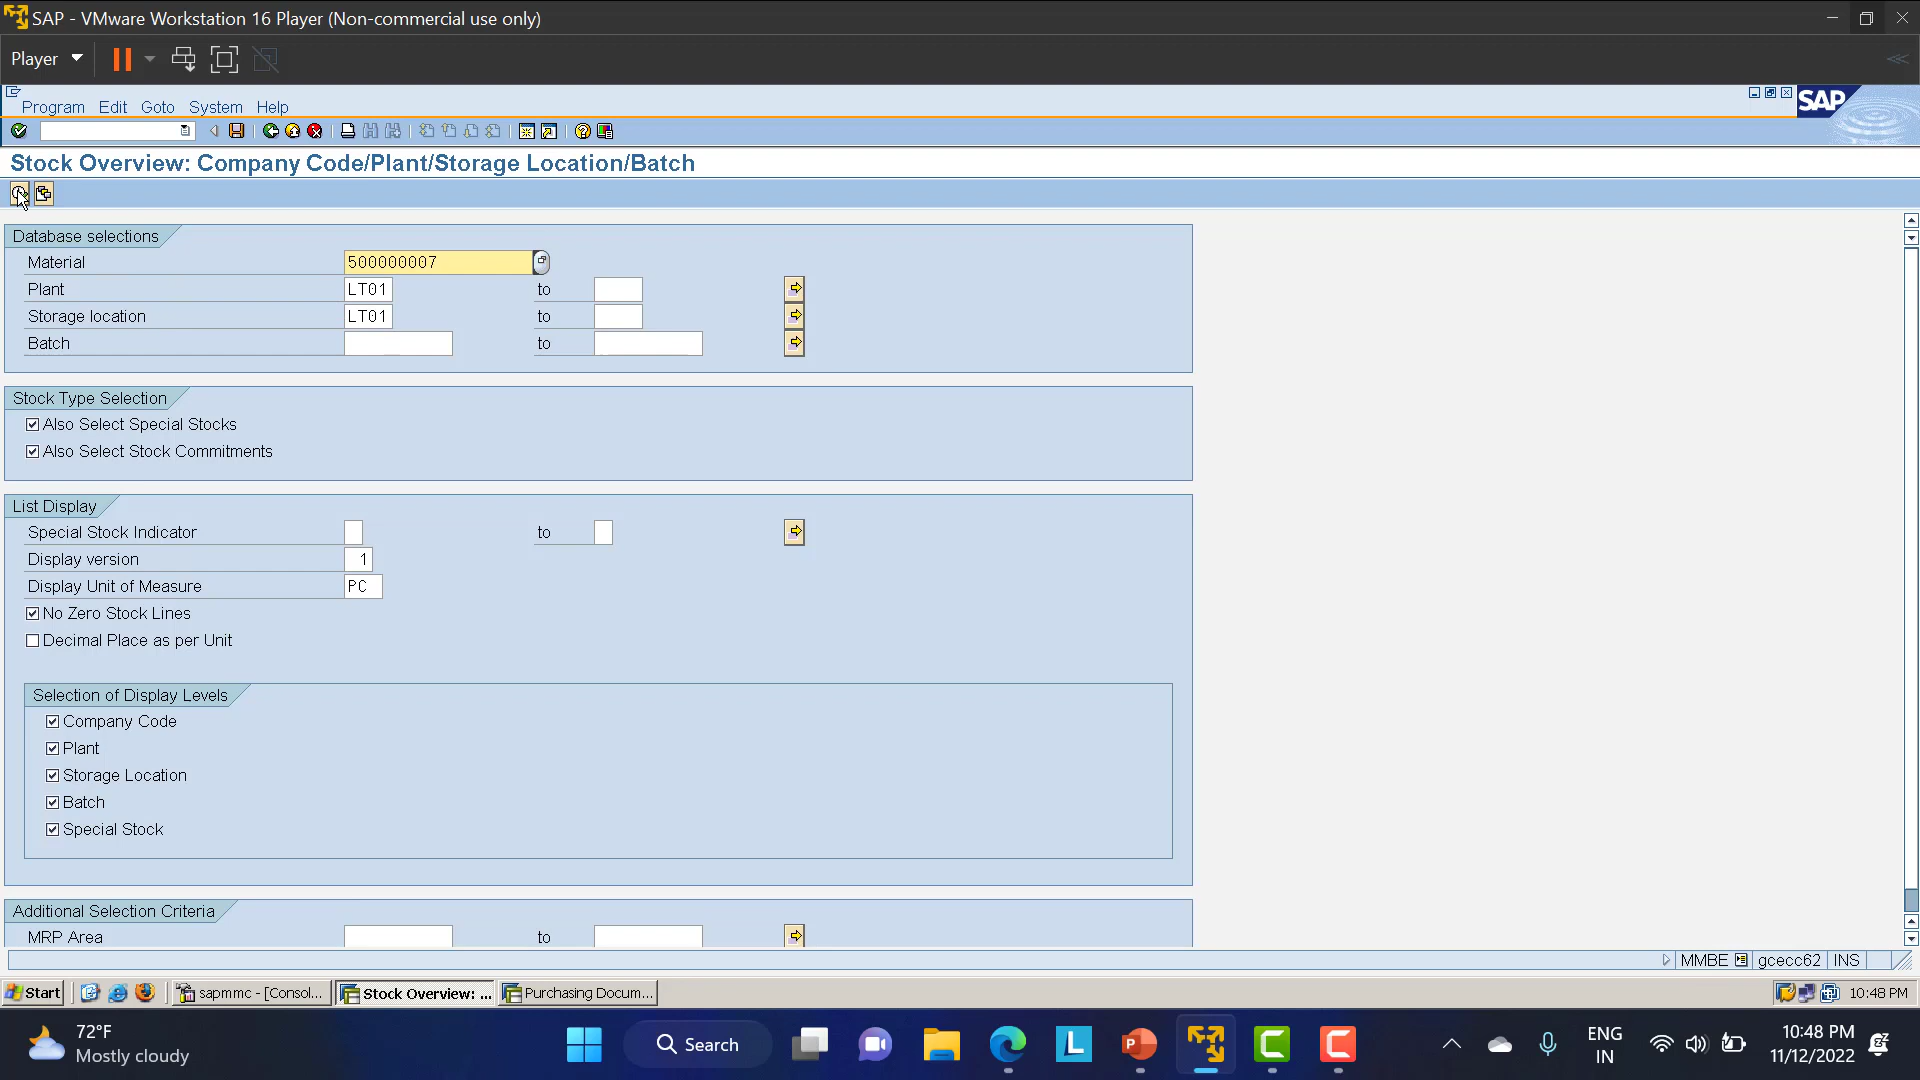 SAP - VMware Workstation 16 Player (Non-commercial use only)
Player
Program Edit Goto System Help
SAP
Stock Overview: Company Code/Plant/Storage Location/Batch
Database selections
Material 500000007
Plant LT01 to
Storage location LT01 to
Batch to
Stock Type Selection
Also Select Special Stocks
Also Select Stock Commitments
List Display
Special Stock Indicator to
Display version 1
Display Unit of Measure PC
No Zero Stock Lines
Decimal Place as per Unit
Selection of Display Levels
Company Code
Plant
Storage Location
Batch
Special Stock
Additional Selection Criteria
MRP Area to
MMBE gcecc62 INS
Start sapmmc - [Consol... Stock Overview: ... Purchasing Docum... 10:48 PM
72°F
Mostly cloudy
Search
ENG
IN
10:48 PM
11/12/2022